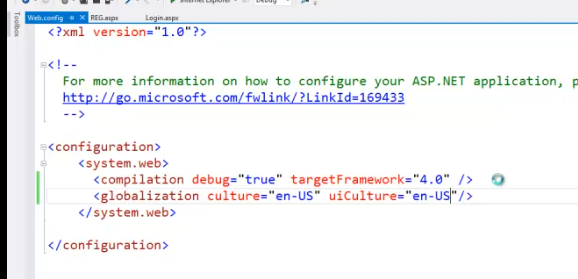 Internet Explorer
Debug
Web.config
REG.aspx
Login.aspx
Toolbox
<?xml version="1.0"?>
<!--
For more information on how to configure your ASP.NET application, p
http://go.microsoft.com/fwlink/?LinkId=169433
-->
<configuration>
<system.web>
<compilation debug="true" targetFramework="4.0" />
<globalization culture="en-US" uiCulture="en-US"/>
</system.web>
</configuration>